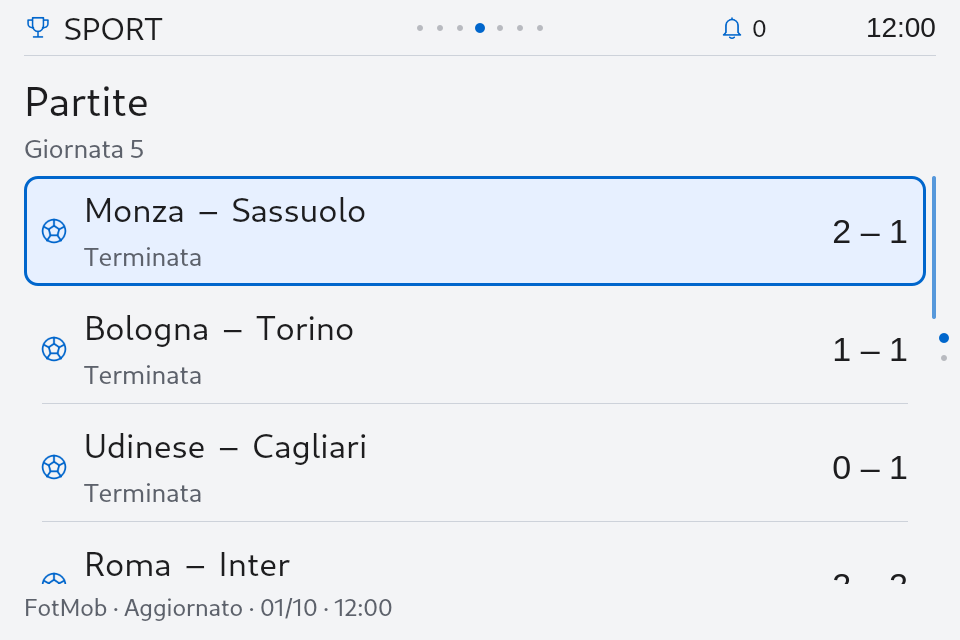 SPORT
0
12:00
Partite
Giornata 5
Monza – Sassuolo
2 – 1
Terminata
Bologna – Torino
1 – 1
Terminata
Udinese – Cagliari
0 – 1
Terminata
Roma – Inter
FotMob · Aggiornato · 01/10 · 12:00